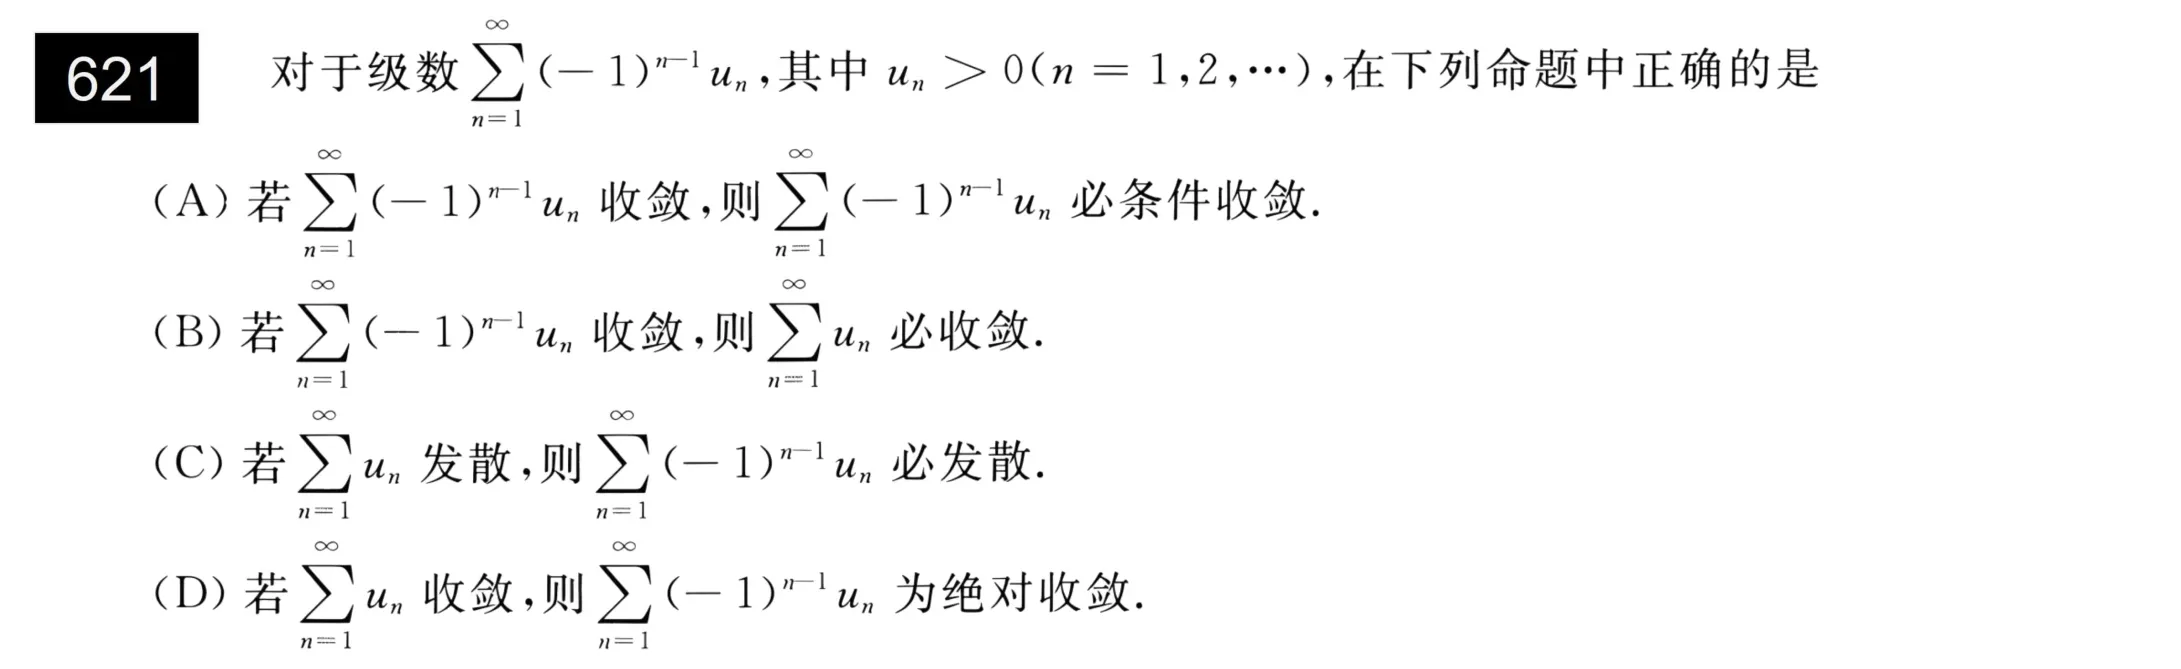 621 对于级数$\sum_{n=1}^{\infty}(-1)^{n-1}u_n$,其中 $u_n > 0(n = 1,2,\cdots)$,在下列命题中正确的是
(A) 若$\sum_{n=1}^{\infty}(-1)^{n-1}u_n$ 收敛,则$\sum_{n=1}^{\infty}(-1)^{n-1}u_n$ 必条件收敛.
(B) 若$\sum_{n=1}^{\infty}(-1)^{n-1}u_n$ 收敛,则$\sum_{n=1}^{\infty}u_n$ 必收敛.
(C) 若$\sum_{n=1}^{\infty}u_n$ 发散,则$\sum_{n=1}^{\infty}(-1)^{n-1}u_n$ 必发散.
(D) 若$\sum_{n=1}^{\infty}u_n$ 收敛,则$\sum_{n=1}^{\infty}(-1)^{n-1}u_n$ 为绝对收敛.